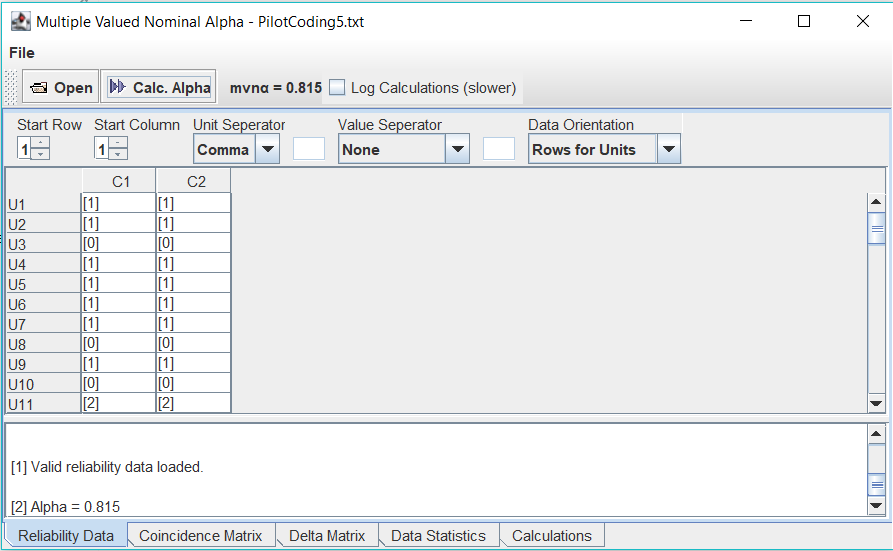 Multiple Valued Nominal Alpha - PilotCoding5.txt
File
Open Calc. Alpha mvnα = 0.815 Log Calculations (slower)
Start Row Start Column Unit Seperator Value Seperator Data Orientation
1 1 Comma None Rows for Units
C1 C2
U1 [1] [1]
U2 [1] [1]
U3 [0] [0]
U4 [1] [1]
U5 [1] [1]
U6 [1] [1]
U7 [1] [1]
U8 [0] [0]
U9 [1] [1]
U10 [0] [0]
U11 [2] [2]
[1] Valid reliability data loaded.
[2] Alpha = 0.815
Reliability Data Coincidence Matrix Delta Matrix Data Statistics Calculations